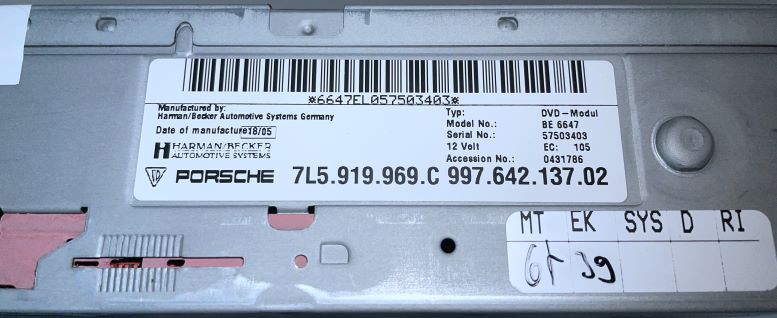 *6647EL057503403*
Manufactured by:
Harman/Becker Automotive Systems Germany
Date of manufacture: 18/05
HARMAN/BECKER
AUTOMOTIVE SYSTEMS
Typ: DVD-Modul
Model No.: BE 6647
Serial No.: 57503403
12 Volt EC: 105
Accession No.: 0431786
PORSCHE 7L5.919.969.C 997.642.137.02
MT EK SYS D RI
39